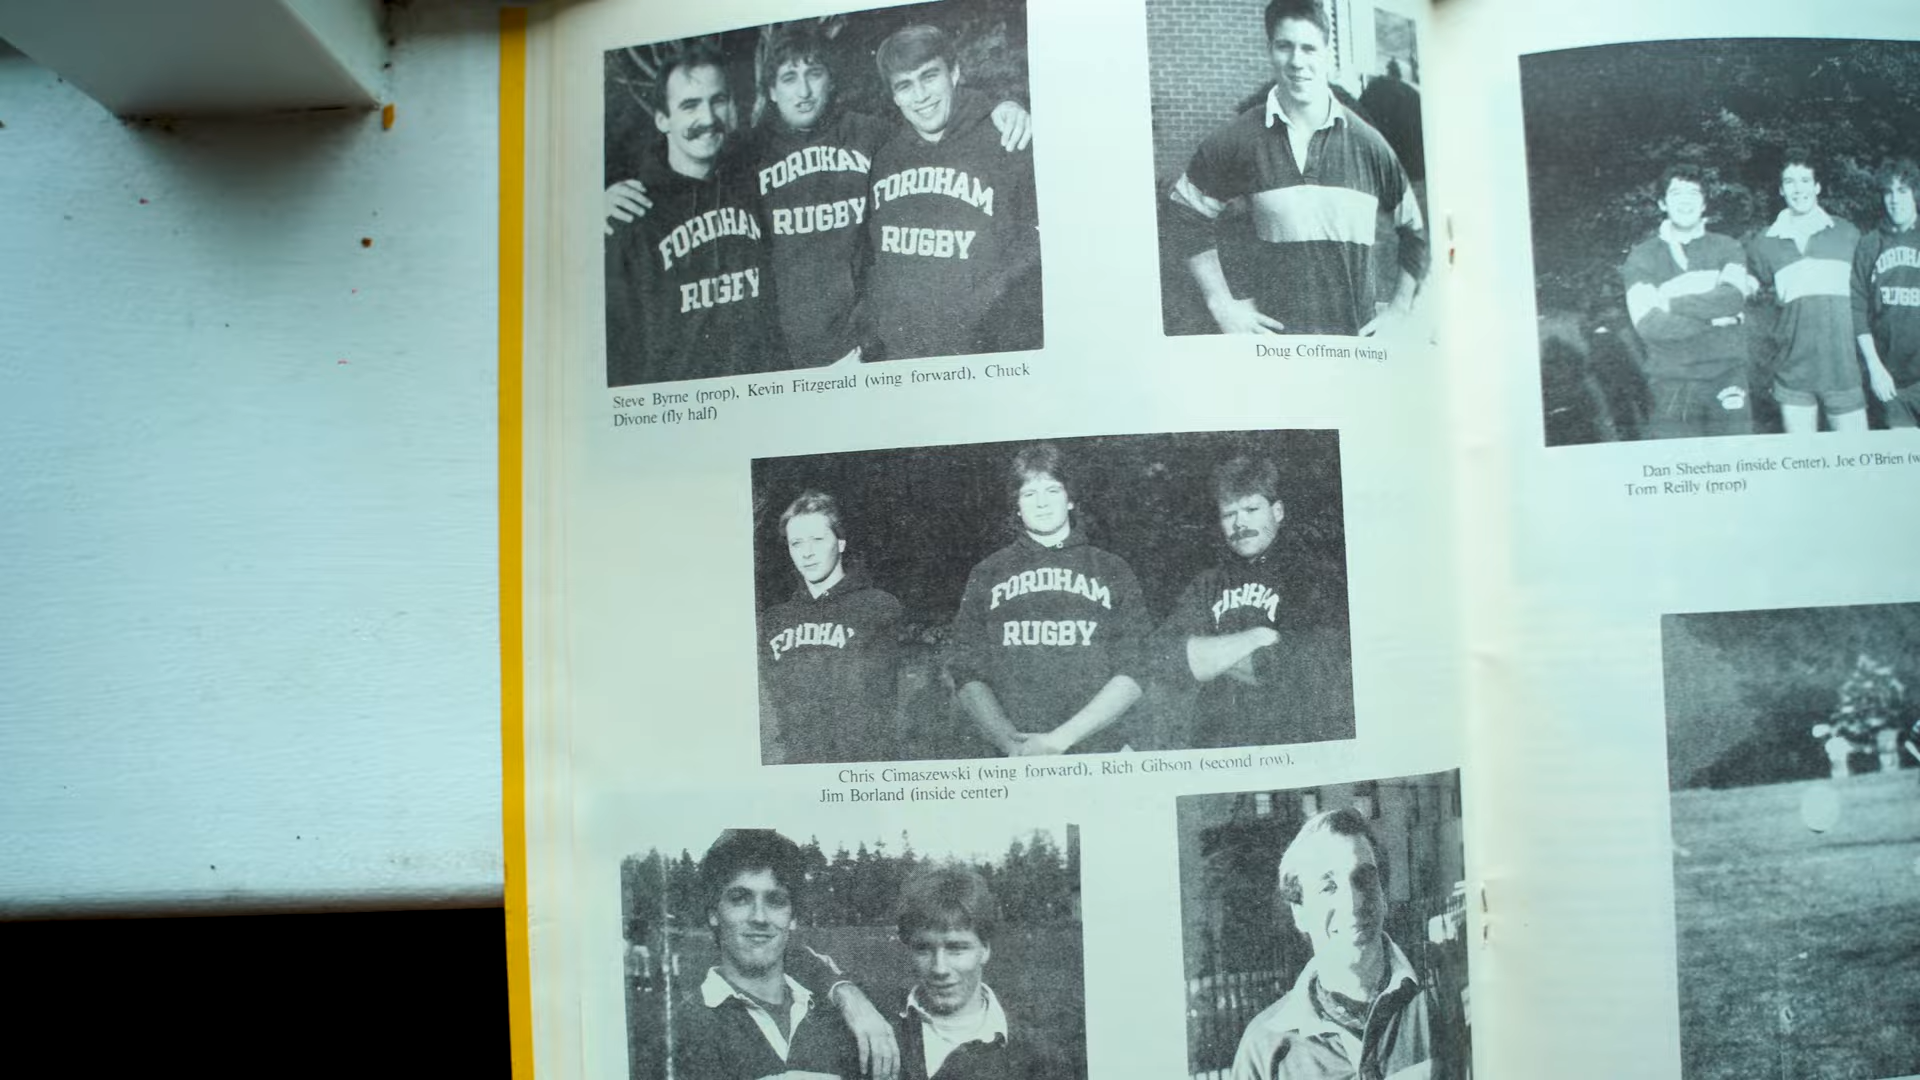 FORDHAM
RUGBY
FORDHAM
RUGBY
FORDHAM
RUGBY
Steve Byrne (prop), Kevin Fitzgerald (wing forward), Chuck
Divone (fly half)
Doug Coffman (wing)
Dan Sheehan (inside Center), Joe O'Brien (w
Tom Reilly (prop)
FORDHA
FORDHAM
RUGBY
Chris Cimaszewski (wing forward), Rich Gibson (second row),
Jim Borland (inside center)